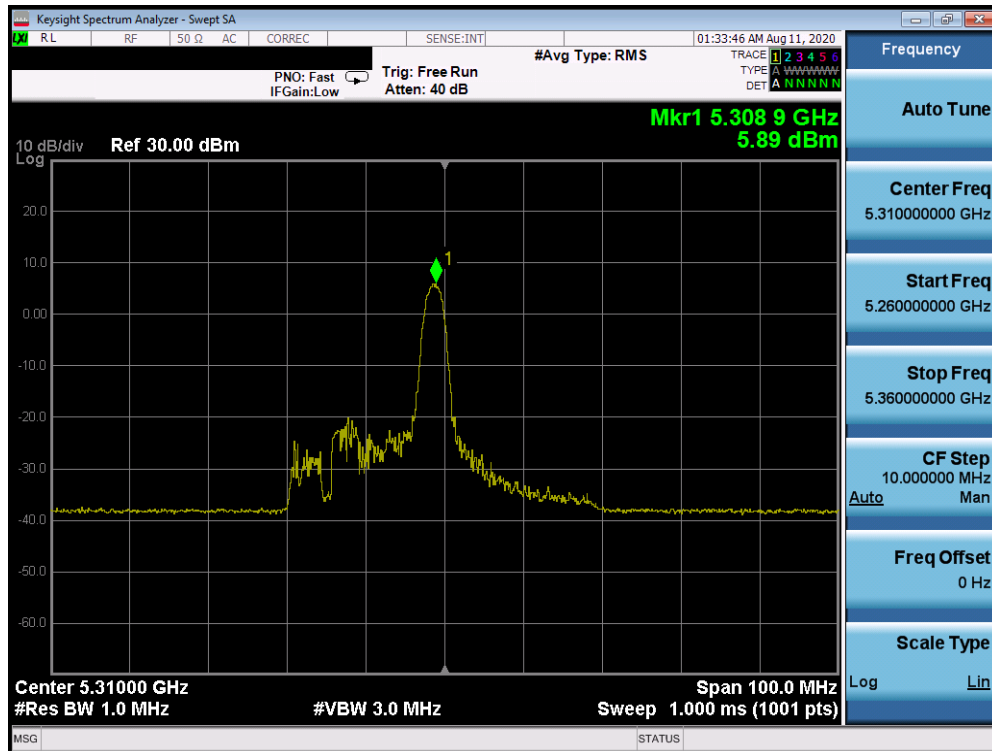 Keysight Spectrum Analyzer - Swept SA
LXI RL RF 50 Ω AC CORREC SENSE:INT 01:33:46 AM Aug 11, 2020
PNO: Fast Trig: Free Run #Avg Type: RMS TRACE 1 2 3 4 5 6
IFGain:Low Atten: 40 dB TYPE A WWWWW
DET A N N N N N
Mkr1 5.308 9 GHz
5.89 dBm
10 dB/div Ref 30.00 dBm
Log
20.0
10.0
1
0.00
-10.0
-20.0
-30.0
-40.0
-50.0
-60.0
Center 5.31000 GHz Span 100.0 MHz
#Res BW 1.0 MHz #VBW 3.0 MHz Sweep 1.000 ms (1001 pts)
MSG STATUS
Frequency
Auto Tune
Center Freq
5.310000000 GHz
Start Freq
5.260000000 GHz
Stop Freq
5.360000000 GHz
CF Step
10.000000 MHz
Auto Man
Freq Offset
0 Hz
Scale Type
Log Lin